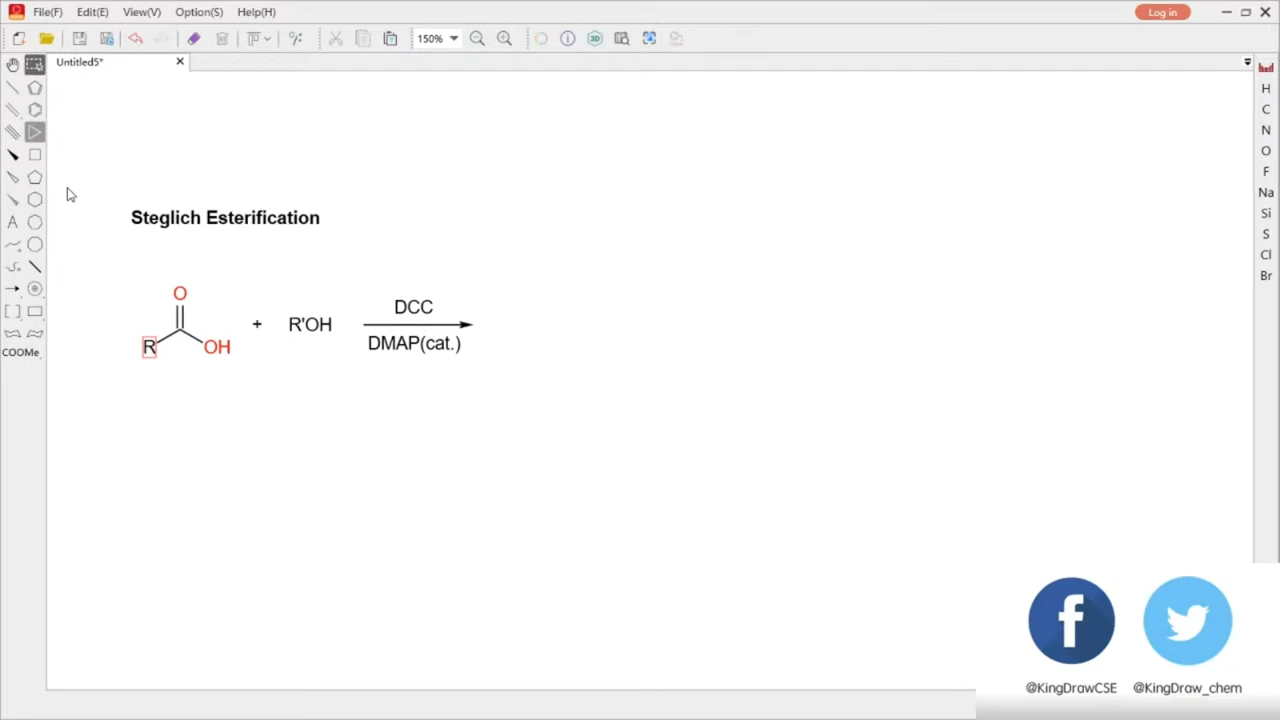 File(F) Edit(E) View(V) Option(S) Help(H) Log in
150%
Untitled5*
H
C
N
O
F
Na
Si
S
Cl
Br
A
COOMe
Steglich Esterification
O
R OH + R'OH
DCC
DMAP(cat.)
f
@KingDrawCSE @KingDraw_chem